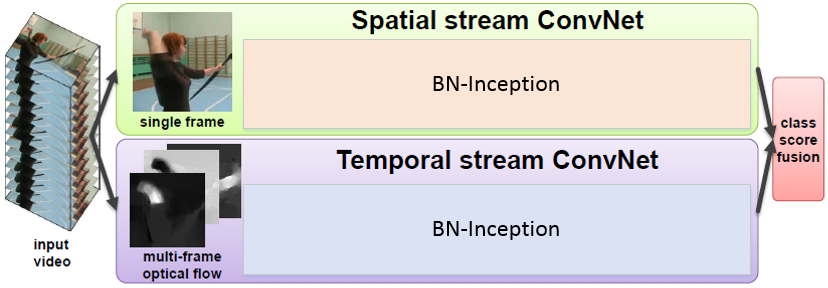 Spatial stream ConvNet
BN-Inception
single frame
Temporal stream ConvNet
BN-Inception
multi-frame
optical flow
input
video
class
score
fusion